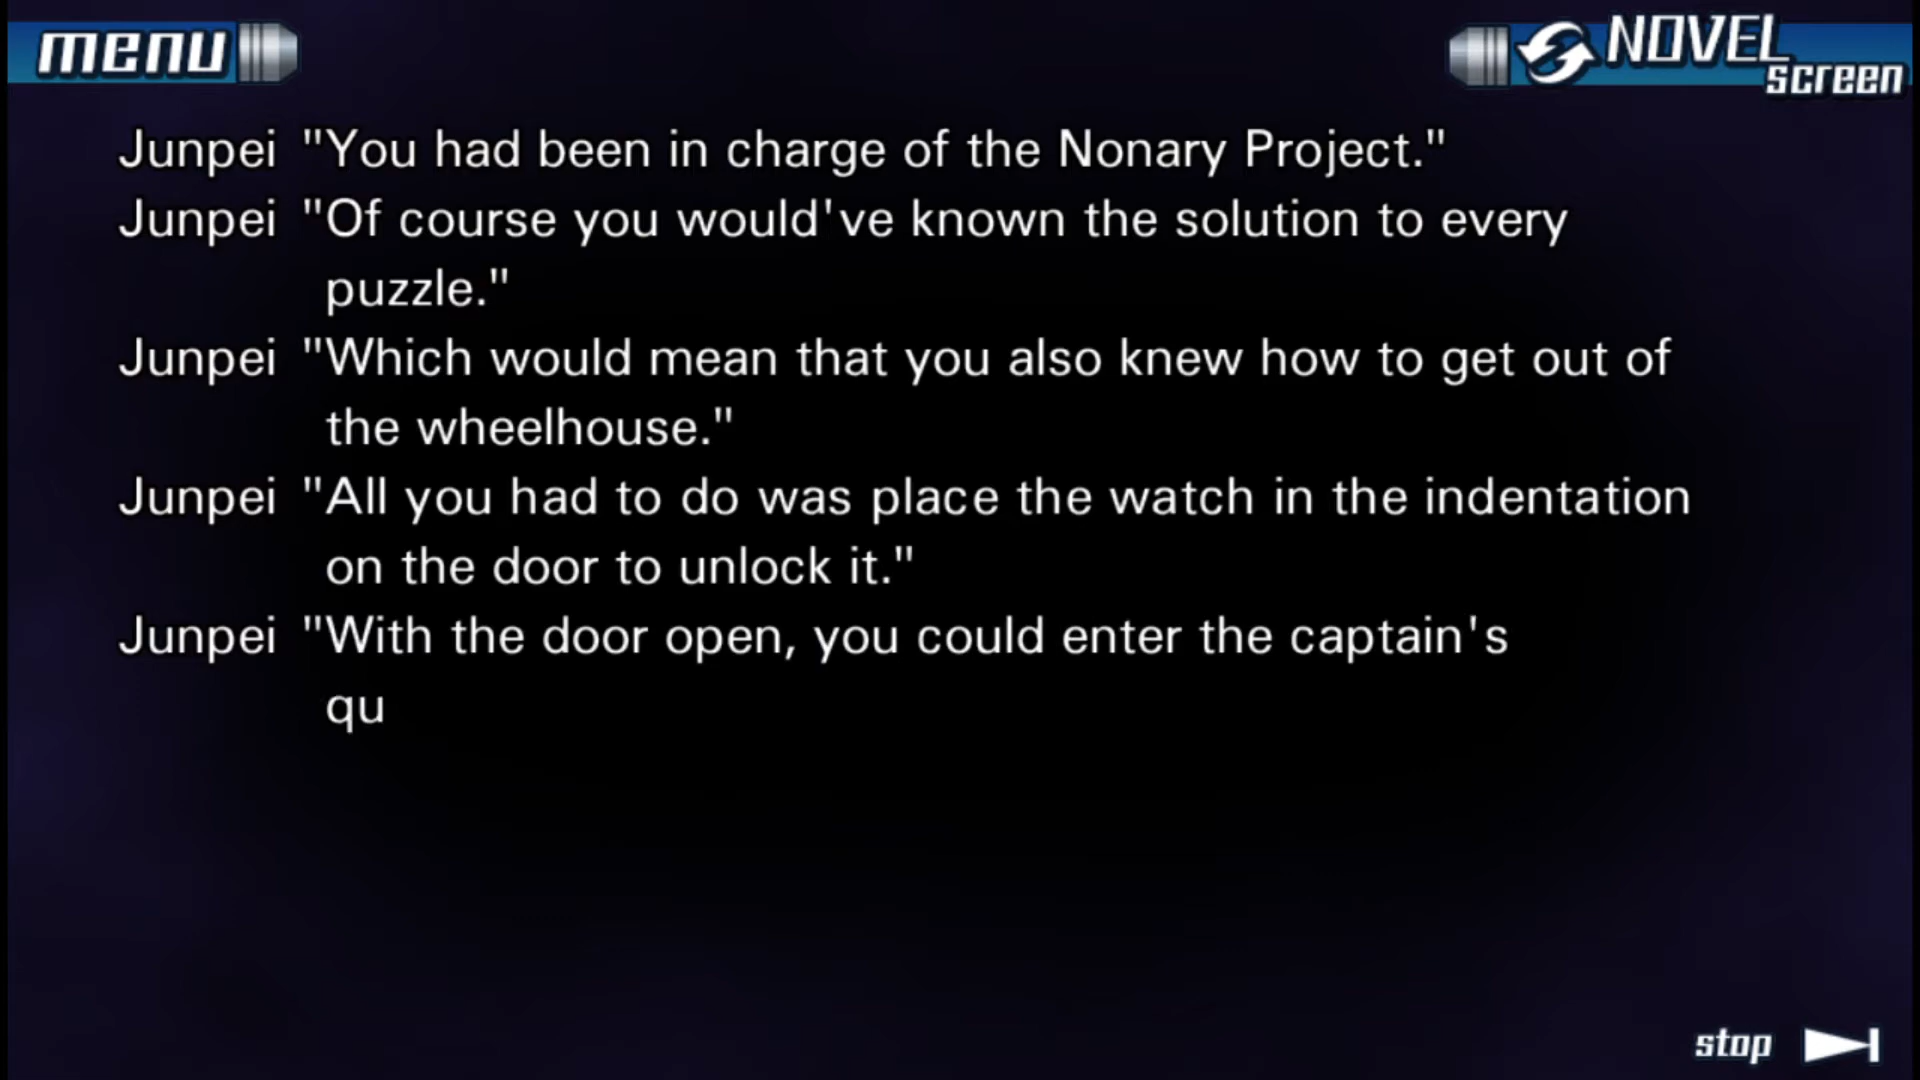 menu
NOVEL
screen
Junpei "You had been in charge of the Nonary Project."
Junpei "Of course you would've known the solution to every
puzzle."
Junpei "Which would mean that you also knew how to get out of
the wheelhouse."
Junpei "All you had to do was place the watch in the indentation
on the door to unlock it."
Junpei "With the door open, you could enter the captain's
qu
stop